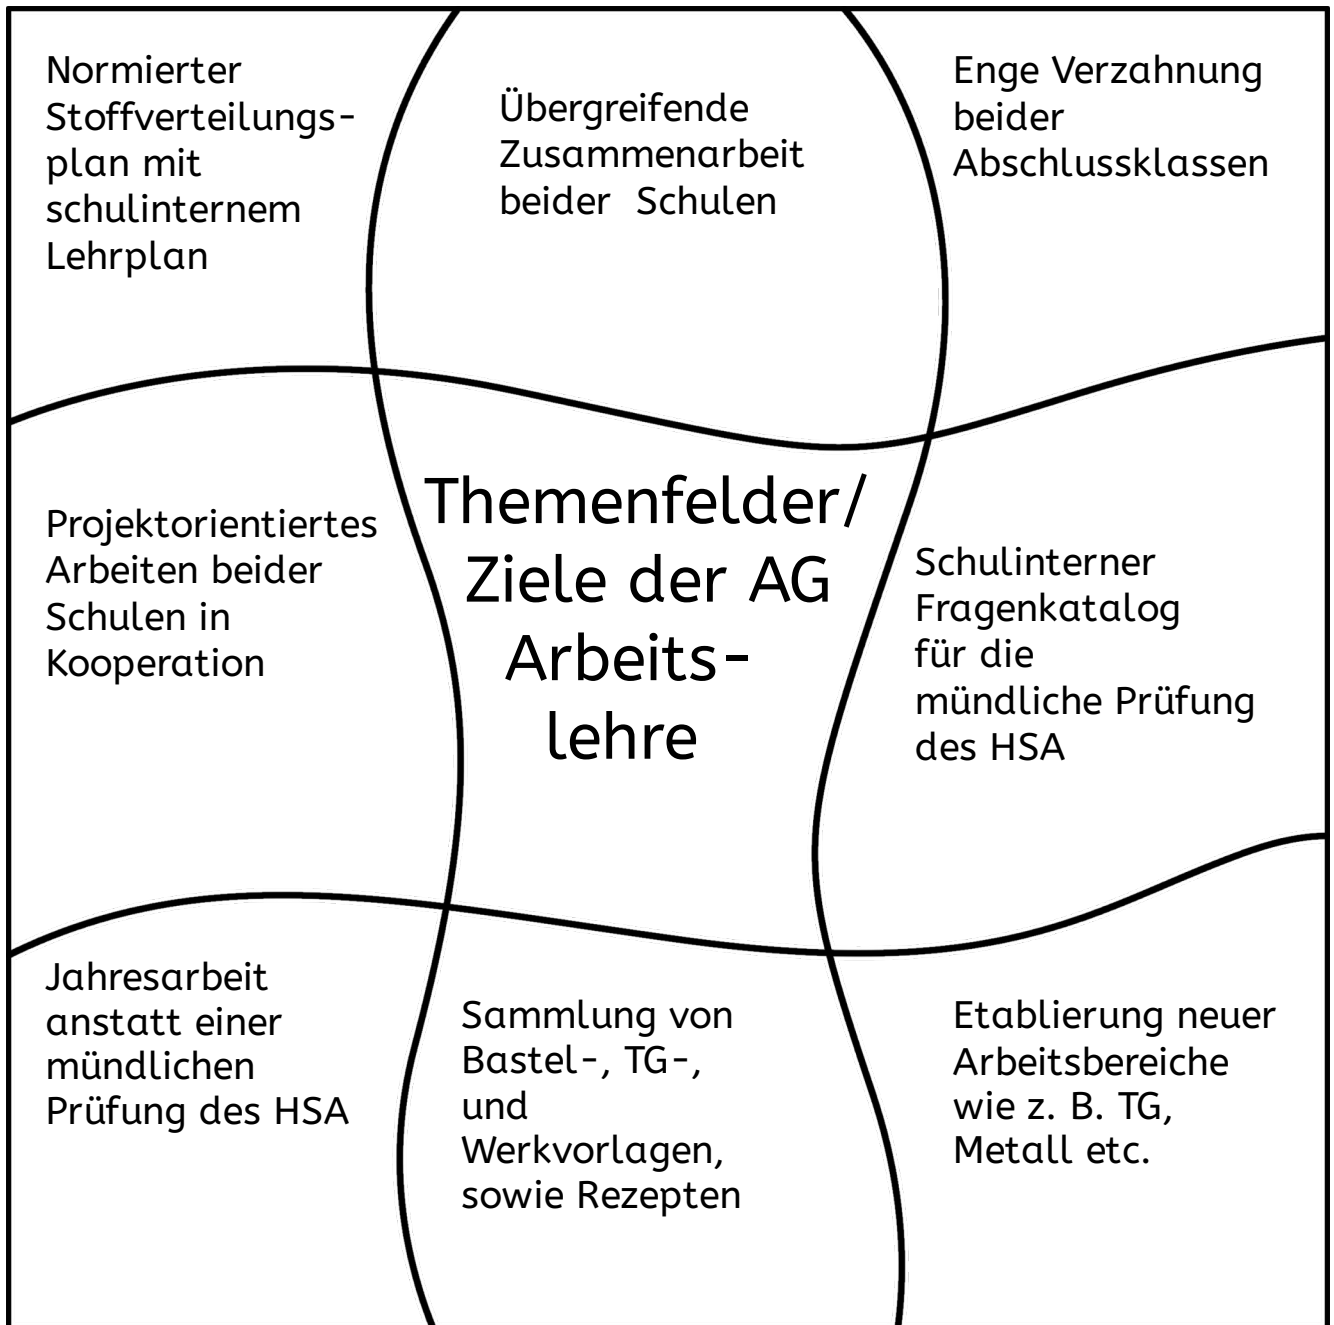 Normierter
Stoffverteilungs-
plan mit
schulinternem
Lehrplan
Übergreifende
Zusammenarbeit
beider  Schulen
Enge Verzahnung
beider
Abschlussklassen
Projektorientiertes
Arbeiten beider
Schulen in
Kooperation
Themenfelder/
Ziele der AG
Arbeits-
lehre
Schulinterner
Fragenkatalog
für die
mündliche Prüfung
des HSA
Jahresarbeit
anstatt einer
mündlichen
Prüfung des HSA
Sammlung von
Bastel-, TG-,
und
Werkvorlagen,
sowie Rezepten
Etablierung neuer
Arbeitsbereiche
wie z. B. TG,
Metall etc.